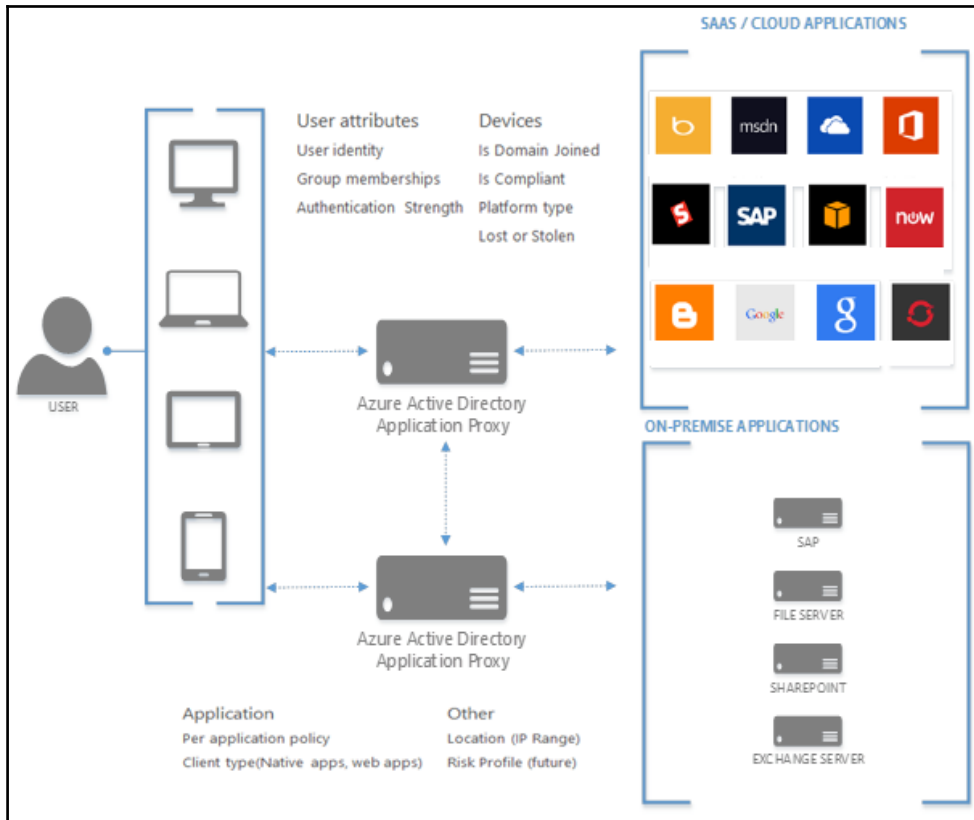 SAAS / CLOUD APPLICATIONS
User attributes
User identity
Group memberships
Authentication Strength
Devices
Is Domain Joined
Is Compliant
Platform type
Lost or Stolen
msdn
SAP
now
Google
g
USER
Azure Active Directory
Application Proxy
ON-PREMISE APPLICATIONS
SAP
FILE SERVER
SHAREPOINT
EXCHANGE SERVER
Azure Active Directory
Application Proxy
Application
Per application policy
Client type(Native apps, web apps)
Other
Location (IP Range)
Risk Profile (future)